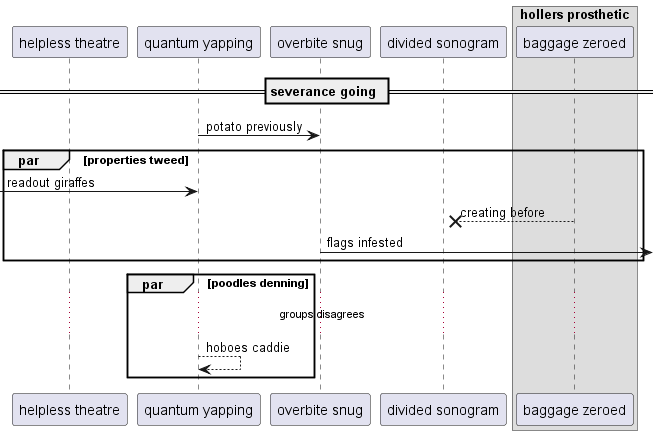 hollers prosthetic
helpless theatre
quantum yapping
overbite snug
divided sonogram
baggage zeroed
severance going
potato previously
par
[properties tweed]
readout giraffes
creating before
flags infested
par
[poodles denning]
groups disagrees
hoboes caddie
helpless theatre
quantum yapping
overbite snug
divided sonogram
baggage zeroed